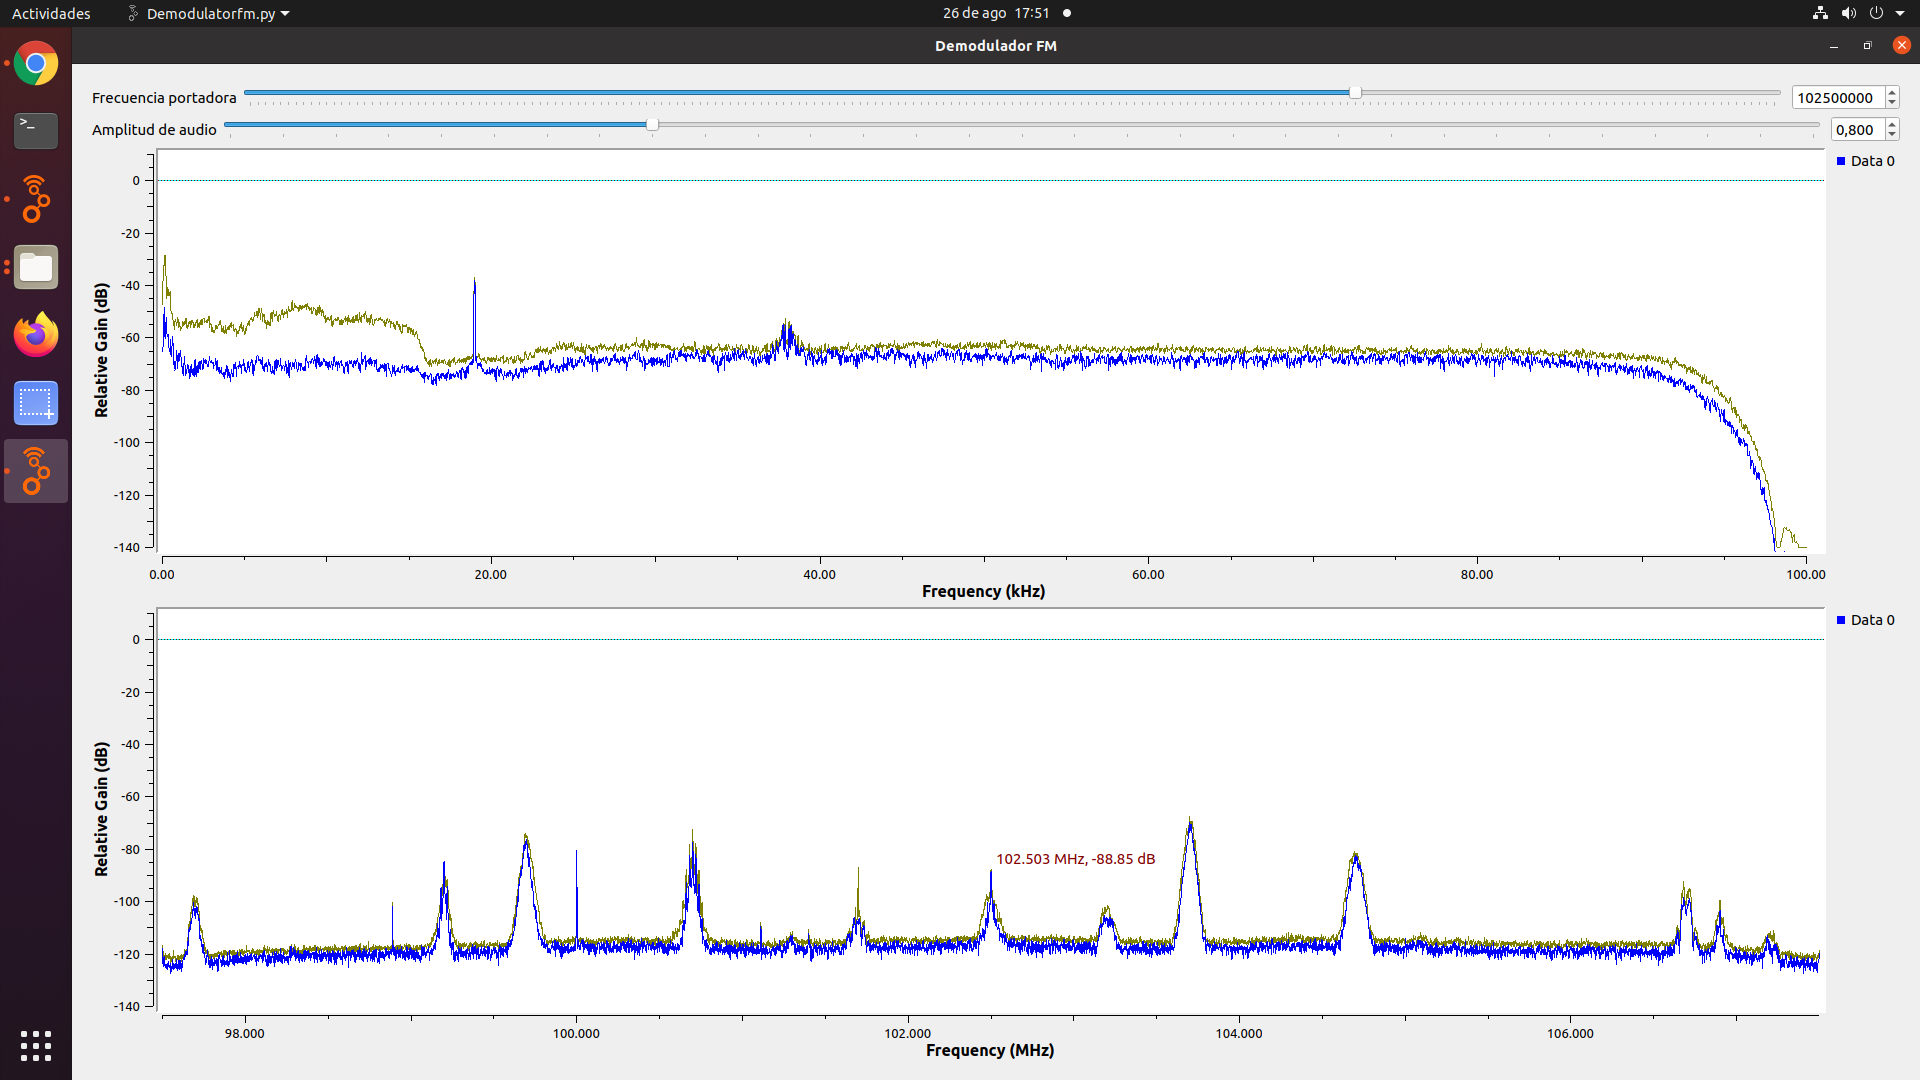 Actividades Demodulatorfm.py 26 de ago 17:51
Demodulador FM
Frecuencia portadora 102500000
Amplitud de audio 0,800
Data 0
0
-20
-40
-60
-80
-100
-120
-140
Relative Gain (dB)
0.00 20.00 40.00 60.00 80.00 100.00
Frequency (kHz)
Data 0
0
-20
-40
-60
-80
-100
-120
-140
Relative Gain (dB)
102.503 MHz, -88.85 dB
98.000 100.000 102.000 104.000 106.000
Frequency (MHz)
>_